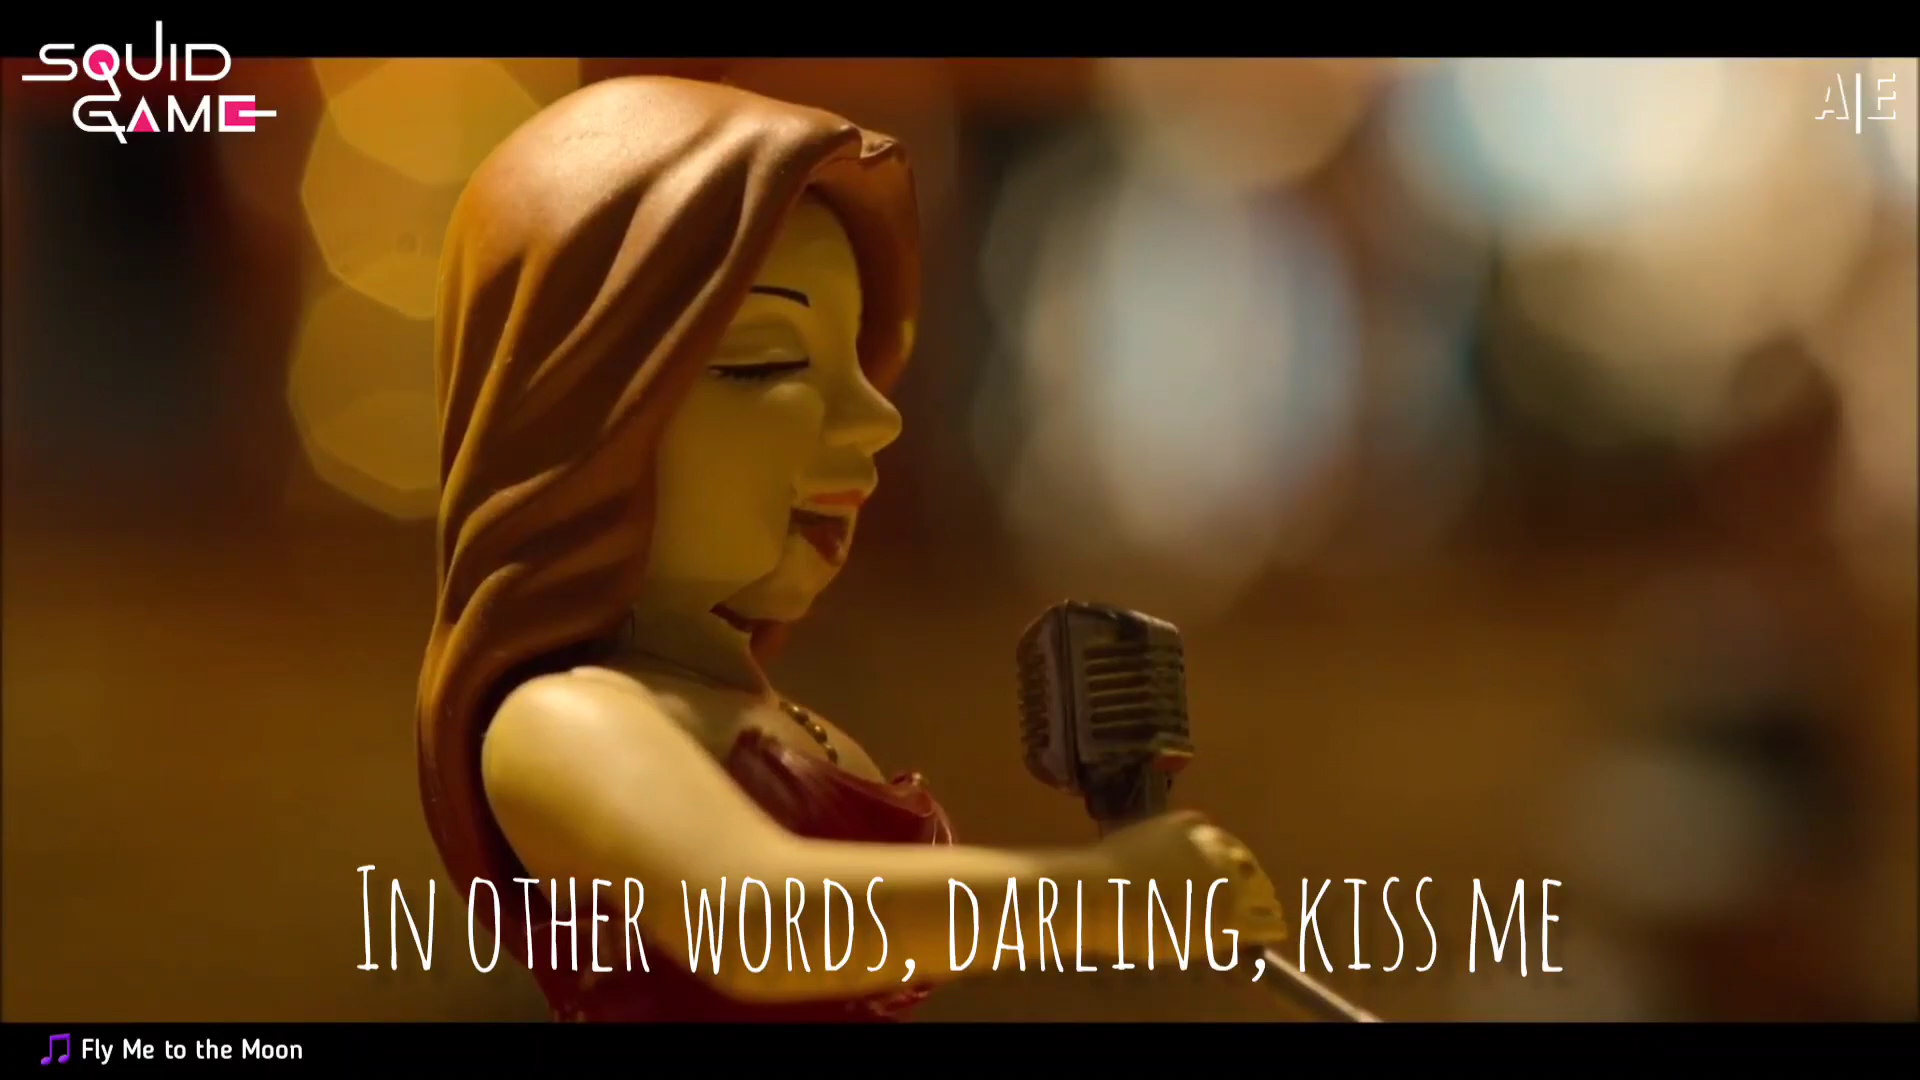 SQUID
GAME
A|E
IN OTHER WORDS, DARLING, KISS ME
Fly Me to the Moon